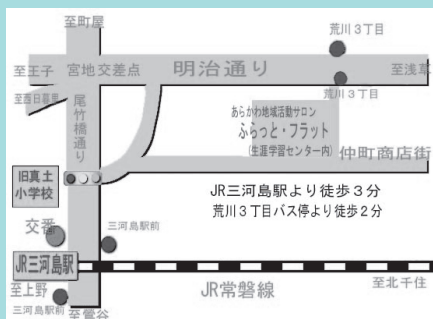 至町屋
荒川3丁目
至王子
宮地交差点
明治通り
至浅草
至西日暮里
荒川3丁目
尾竹橋通り
あらかわ地域活動サロン
ふらっと・フラット
(生涯学習センター内)
仲町商店街
旧真土
小学校
JR三河島駅より徒歩3分
荒川3丁目バス停より徒歩2分
交番
三河島駅前
JR三河島駅
至上野
JR常磐線
至北千住
三河島駅前
至鶯谷